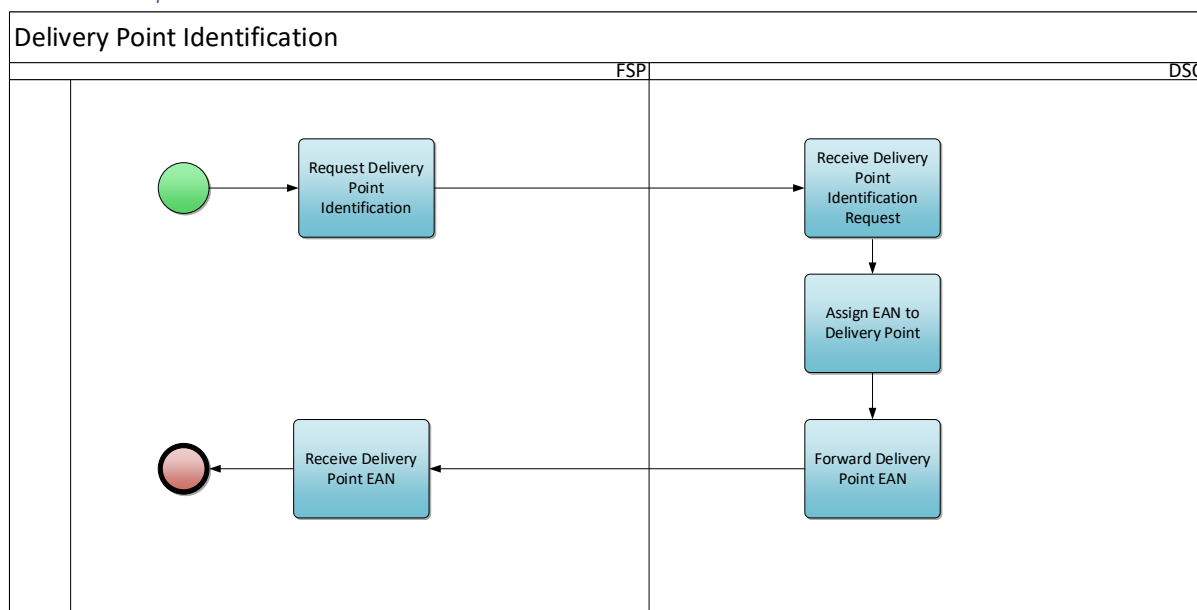 Delivery Point Identification
FSP
Request Delivery
Point
Identification
Receive Delivery
Point
Identification
Request
Assign EAN to
Delivery Point
Receive Delivery
Point EAN
Forward Delivery
Point EAN